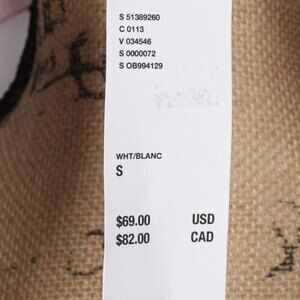 S 51389260
C 0113
V 034546
S 0000072
S OB994129
WHT/BLANC
S
$69.00 USD
$82.00 CAD